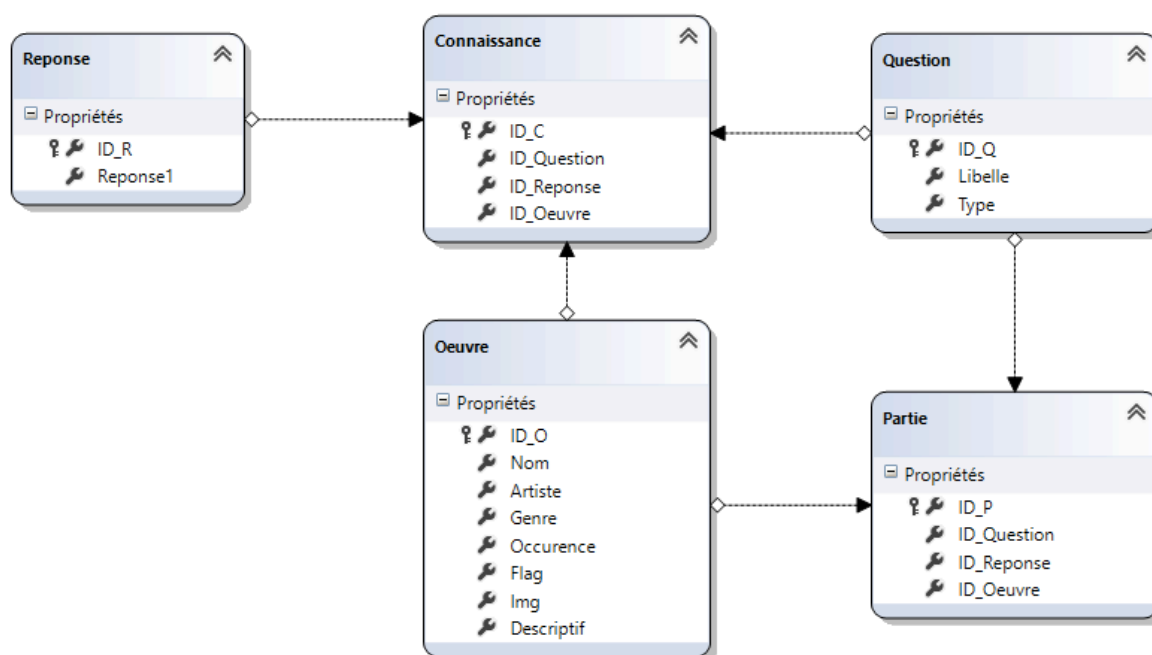 Reponse
Propriétés
ID_R
Reponse1
Connaissance
Propriétés
ID_C
ID_Question
ID_Reponse
ID_Oeuvre
Question
Propriétés
ID_Q
Libelle
Type
Oeuvre
Propriétés
ID_O
Nom
Artiste
Genre
Occurence
Flag
Img
Descriptif
Partie
Propriétés
ID_P
ID_Question
ID_Reponse
ID_Oeuvre